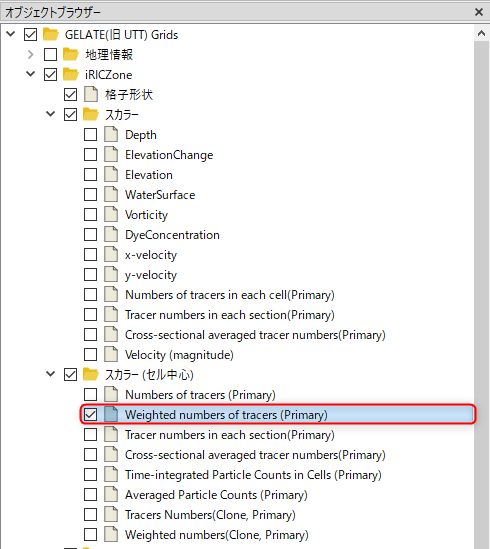 オブジェクトブラウザー
GELATE(旧 UTT) Grids
地理情報
iRICZone
格子形状
スカラー
Depth
ElevationChange
Elevation
WaterSurface
Vorticity
DyeConcentration
x-velocity
y-velocity
Numbers of tracers in each cell(Primary)
Tracer numbers in each section(Primary)
Cross-sectional averaged tracer numbers(Primary)
Velocity (magnitude)
スカラー (セル中心)
Numbers of tracers (Primary)
Weighted numbers of tracers (Primary)
Tracer numbers in each section(Primary)
Cross-sectional averaged tracer numbers(Primary)
Time-integrated Particle Counts in Cells (Primary)
Averaged Particle Counts (Primary)
Tracers Numbers(Clone, Primary)
Weighted numbers(Clone, Primary)